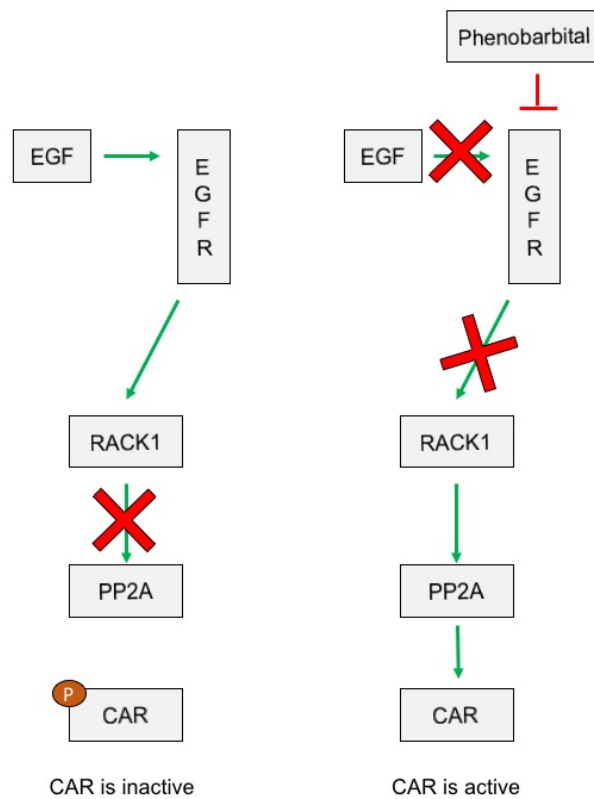 Phenobarbital
EGF
E
G
F
R
EGF
E
G
F
R
RACK1
RACK1
PP2A
PP2A
P
CAR
CAR
CAR is inactive
CAR is active